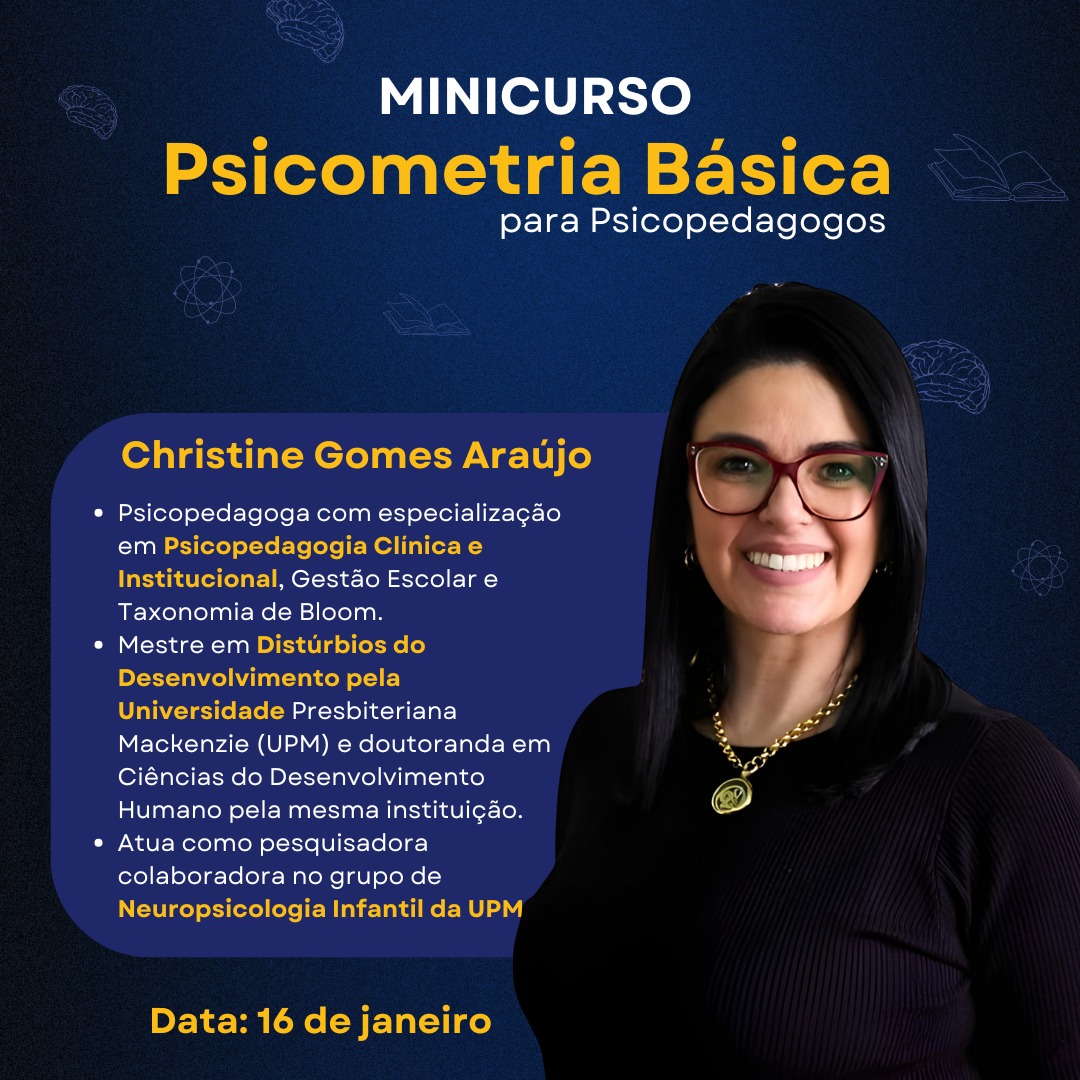 MINICURSO
Psicometria Básica
para Psicopedagogos
Christine Gomes Araújo
• Psicopedagoga com especialização
em Psicopedagogia Clínica e
Institucional, Gestão Escolar e
Taxonomia de Bloom.
• Mestre em Distúrbios do
Desenvolvimento pela
Universidade Presbiteriana
Mackenzie (UPM) e doutoranda em
Ciências do Desenvolvimento
Humano pela mesma instituição.
• Atua como pesquisadora
colaboradora no grupo de
Neuropsicologia Infantil da UPM
Data: 16 de janeiro